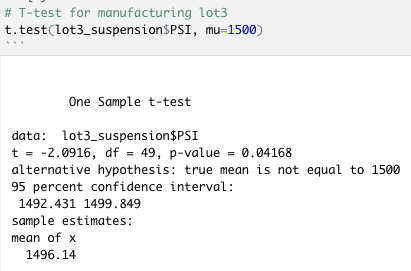 # T-test for manufacturing lot3
t.test(lot3_suspension$PSI, mu=1500)
```
One Sample t-test
data: lot3_suspension$PSI
t = -2.0916, df = 49, p-value = 0.04168
alternative hypothesis: true mean is not equal to 1500
95 percent confidence interval:
1492.431 1499.849
sample estimates:
mean of x
1496.14